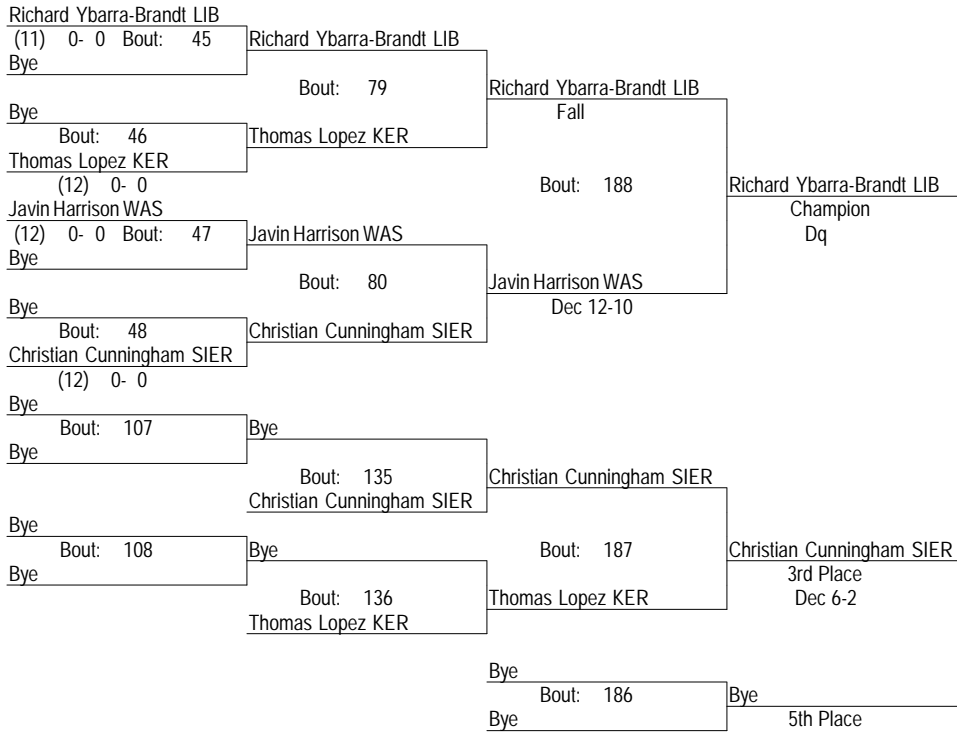 Richard Ybarra-Brandt LIB
(11) 0- 0 Bout: 45
Richard Ybarra-Brandt LIB
Bye
Bout: 79
Richard Ybarra-Brandt LIB
Bye
Fall
Bout: 46
Thomas Lopez KER
Thomas Lopez KER
(12) 0- 0
Bout: 188
Richard Ybarra-Brandt LIB
Javin Harrison WAS
Champion
(12) 0- 0 Bout: 47
Javin Harrison WAS
Dq
Bye
Bout: 80
Javin Harrison WAS
Bye
Dec 12-10
Bout: 48
Christian Cunningham SIER
Christian Cunningham SIER
(12) 0- 0
Bye
Bout: 107
Bye
Bye
Bout: 135
Christian Cunningham SIER
Christian Cunningham SIER
Bye
Bout: 108
Bye
Bout: 187
Christian Cunningham SIER
Bye
3rd Place
Bout: 136
Thomas Lopez KER
Dec 6-2
Thomas Lopez KER
Bye
Bout: 186
Bye
Bye
5th Place